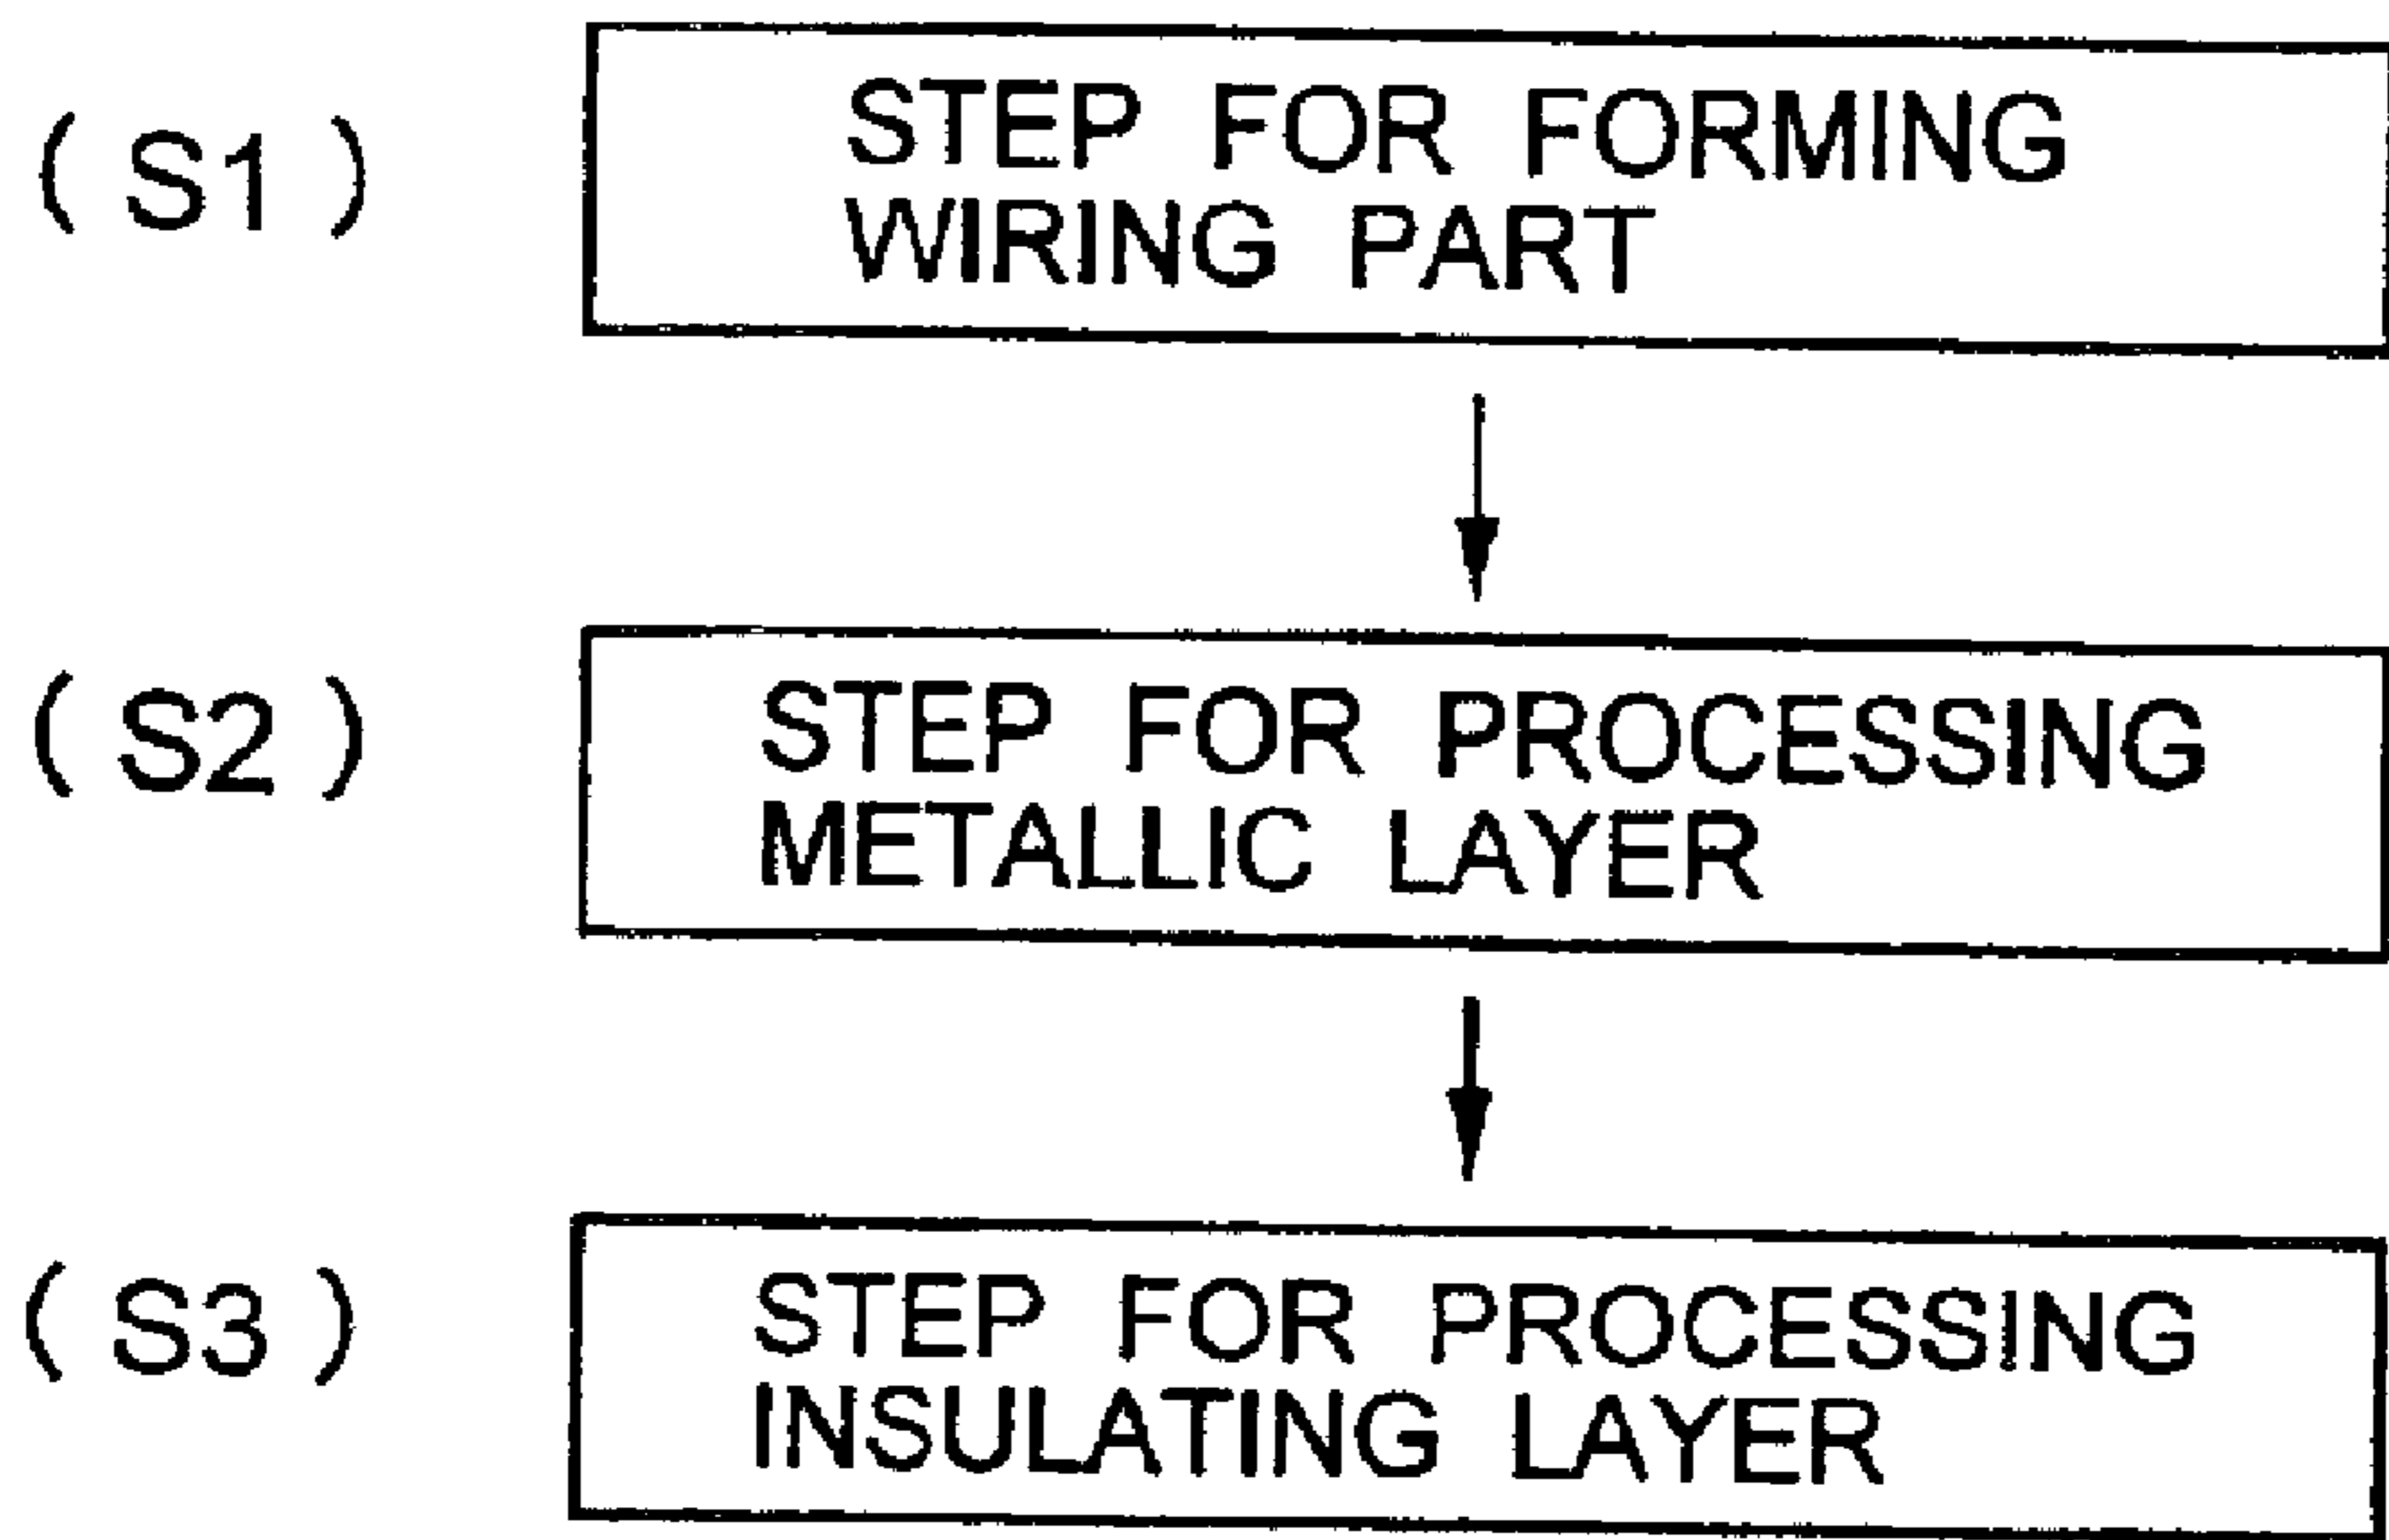 ( S1 )
STEP FOR FORMING
WIRING PART
( S2 )
STEP FOR PROCESSING
METALLIC LAYER
( S3 )
STEP FOR PROCESSING
INSULATING LAYER